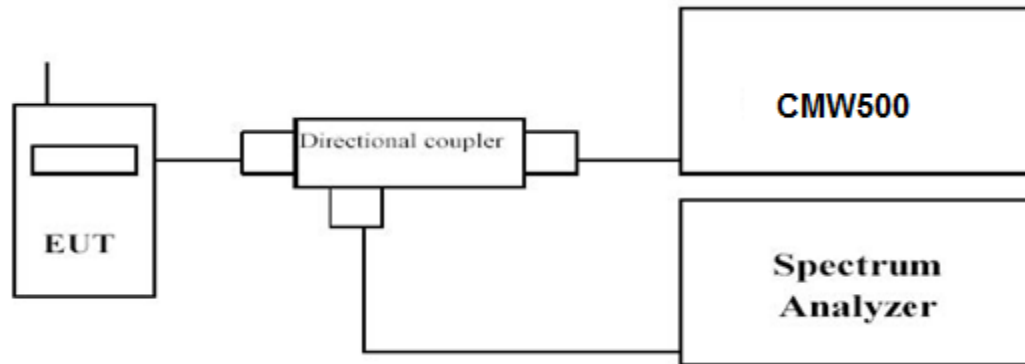 CMW500
Directional coupler
EUT
Spectrum
Analyzer